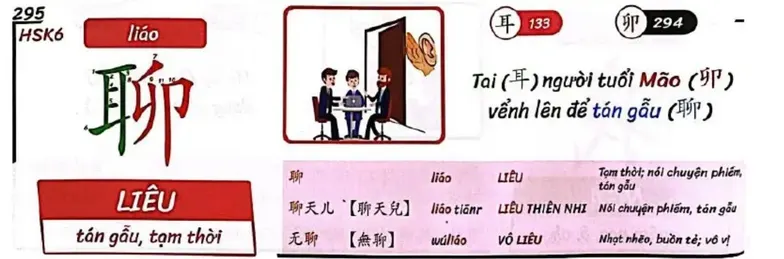 295
HSK6
liáo
聊
LIÊU
tán gẫu, tạm thời
耳 133
卯 294
Tai (耳) người tuổi Mão (卯)
vểnh lên để tán gẫu (聊)
聊 liáo LIÊU Tạm thời; nói chuyện phiếm, tán gẫu
聊天儿【聊天兒】 liáo tiānr LIÊU THIÊN NHI Nói chuyện phiếm, tán gẫu
无聊【無聊】 wúliáo VÔ LIÊU Nhạt nhẽo, buồn tẻ; vô vị